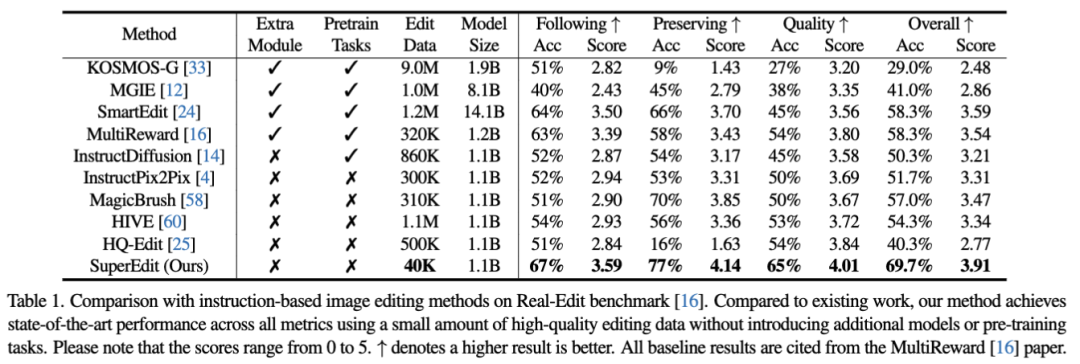 Method Extra Module Pretrain Tasks Edit Data Model Size Following ↑ Preserving ↑ Quality ↑ Overall ↑
Acc Score Acc Score Acc Score Acc Score
KOSMOS-G [33] ✓ ✓ 9.0M 1.9B 51% 2.82 9% 1.43 27% 3.20 29.0% 2.48
MGIE [12] ✓ ✓ 1.0M 8.1B 40% 2.43 45% 2.79 38% 3.35 41.0% 2.86
SmartEdit [24] ✓ ✓ 1.2M 14.1B 64% 3.50 66% 3.70 45% 3.56 58.3% 3.59
MultiReward [16] ✓ ✓ 320K 1.2B 63% 3.39 58% 3.43 54% 3.80 58.3% 3.54
InstructDiffusion [14] ✗ ✓ 860K 1.1B 52% 2.87 54% 3.17 45% 3.58 50.3% 3.21
InstructPix2Pix [4] ✗ ✗ 300K 1.1B 52% 2.94 53% 3.31 50% 3.69 51.7% 3.31
MagicBrush [58] ✗ ✗ 310K 1.1B 51% 2.90 70% 3.85 50% 3.67 57.0% 3.47
HIVE [60] ✗ ✗ 1.1M 1.1B 54% 2.93 56% 3.36 53% 3.72 54.3% 3.34
HQ-Edit [25] ✗ ✗ 500K 1.1B 51% 2.84 16% 1.63 54% 3.84 40.3% 2.77
SuperEdit (Ours) ✗ ✗ 40K 1.1B 67% 3.59 77% 4.14 65% 4.01 69.7% 3.91
Table 1. Comparison with instruction-based image editing methods on Real-Edit benchmark [16]. Compared to existing work, our method achieves
state-of-the-art performance across all metrics using a small amount of high-quality editing data without introducing additional models or pre-training
tasks. Please note that the scores range from 0 to 5. ↑ denotes a higher result is better. All baseline results are cited from the MultiReward [16] paper.